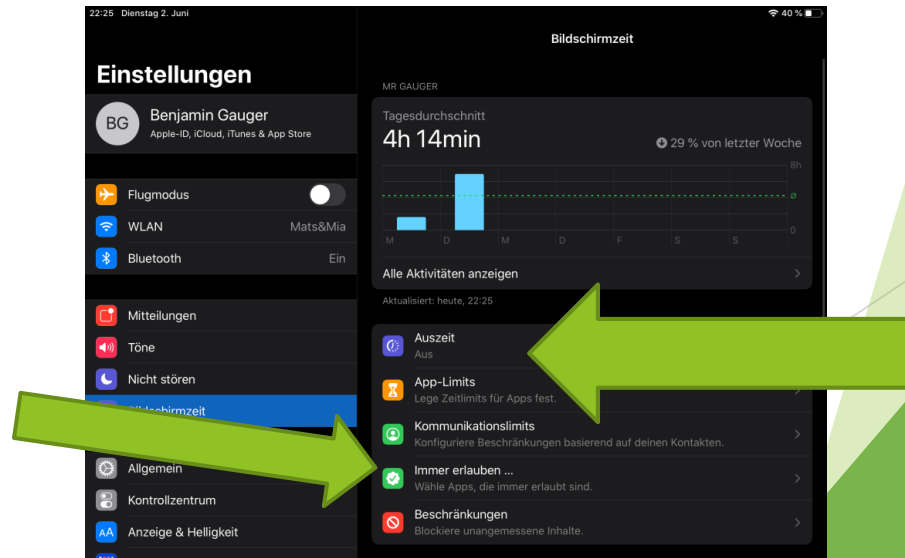 22:25 Dienstag 2. Juni
40 %
Einstellungen
BG
Benjamin Gauger
Apple-ID, iCloud, iTunes & App Store
Flugmodus
WLAN
Mats&Mia
Bluetooth
Ein
Mitteilungen
Töne
Nicht stören
Bildschirmzeit
Allgemein
Kontrollzentrum
AA
Anzeige & Helligkeit
Bildschirmzeit
MR GAUGER
Tagesdurchschnitt
4h 14min
29 % von letzter Woche
8h
ø
0
M D M D F S S
Alle Aktivitäten anzeigen
Aktualisiert: heute, 22:25
Auszeit
Aus
App-Limits
Lege Zeitlimits für Apps fest.
Kommunikationslimits
Konfiguriere Beschränkungen basierend auf deinen Kontakten.
Immer erlauben ...
Wähle Apps, die immer erlaubt sind.
Beschränkungen
Blockiere unangemessene Inhalte.